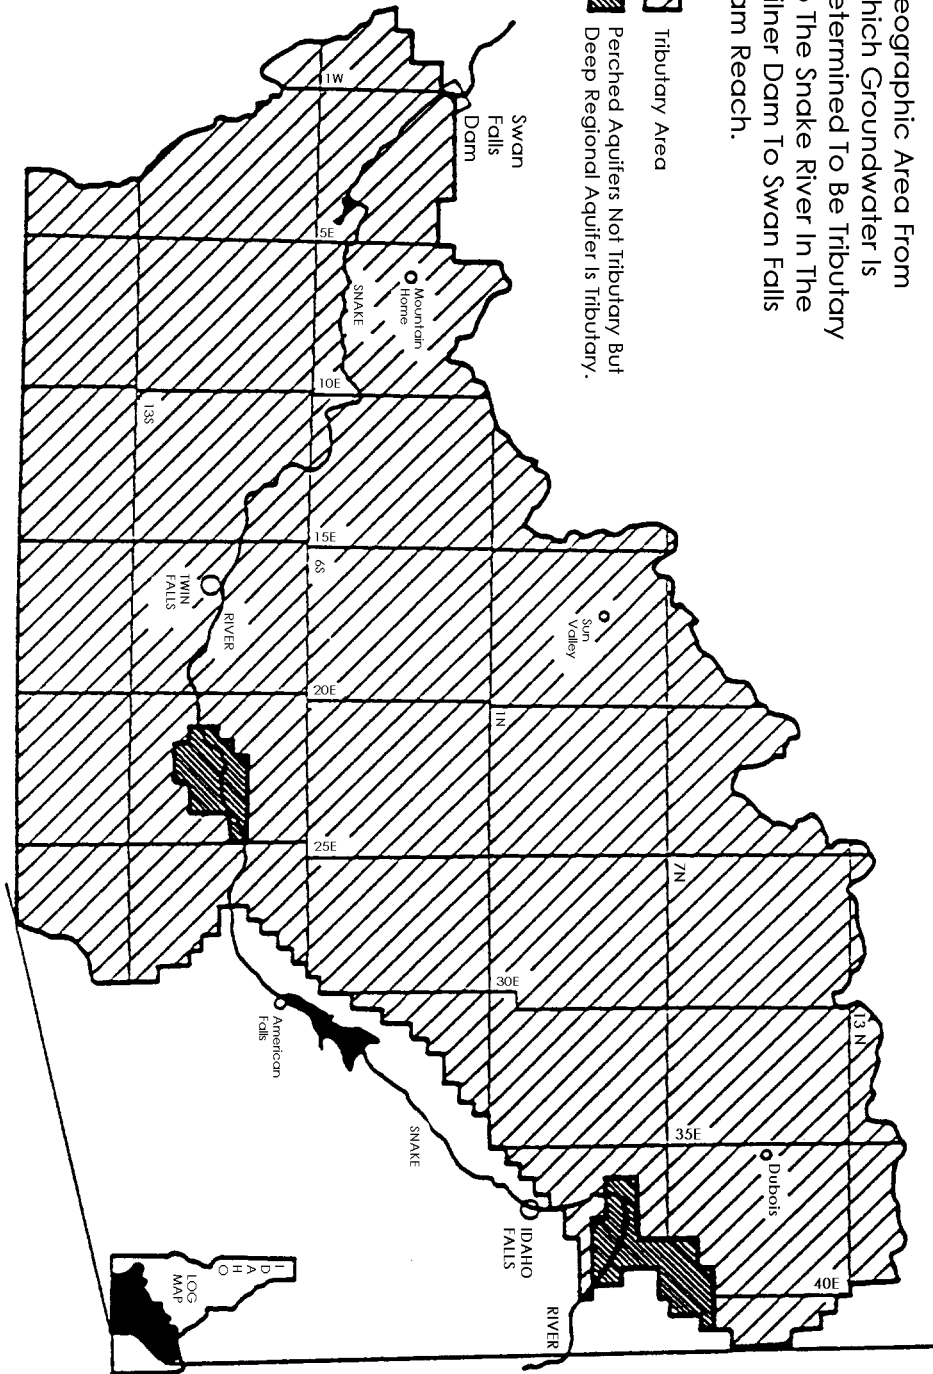 eographic Area From
hich Groundwater Is
etermined To Be Tributary
o The Snake River In The
ilner Dam To Swan Falls
am Reach.
Tributary Area
Perched Aquifers Not Tributary But
Deep Regional Aquifer Is Tributary.
Swan
Falls
Dam
1W
5E
Mountain
Home
SNAKE
10E
13S
15E
6S
Sun
Valley
TWIN
FALLS
RIVER
20E
1N
25E
7N
30E
13 N
American
Falls
SNAKE
35E
Dubois
IDAHO
FALLS
40E
RIVER
IDAHO
LOG
MAP